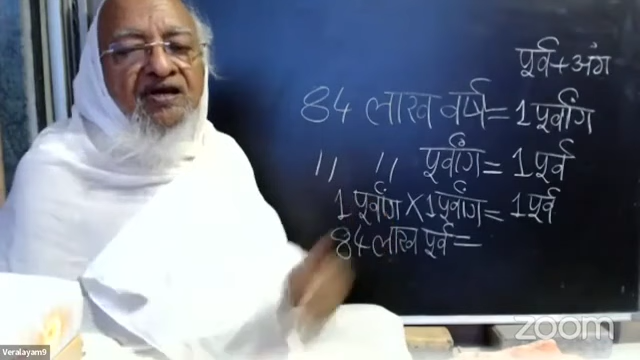 पूर्व+अंग
84 लाख वर्ष = 1 पूर्वांग
〃 〃 पूर्वांग = 1 पूर्व
1 पूर्वांग X 1 पूर्वांग = 1 पूर्व
84 लाख पूर्व =
zoom
Veralayam9